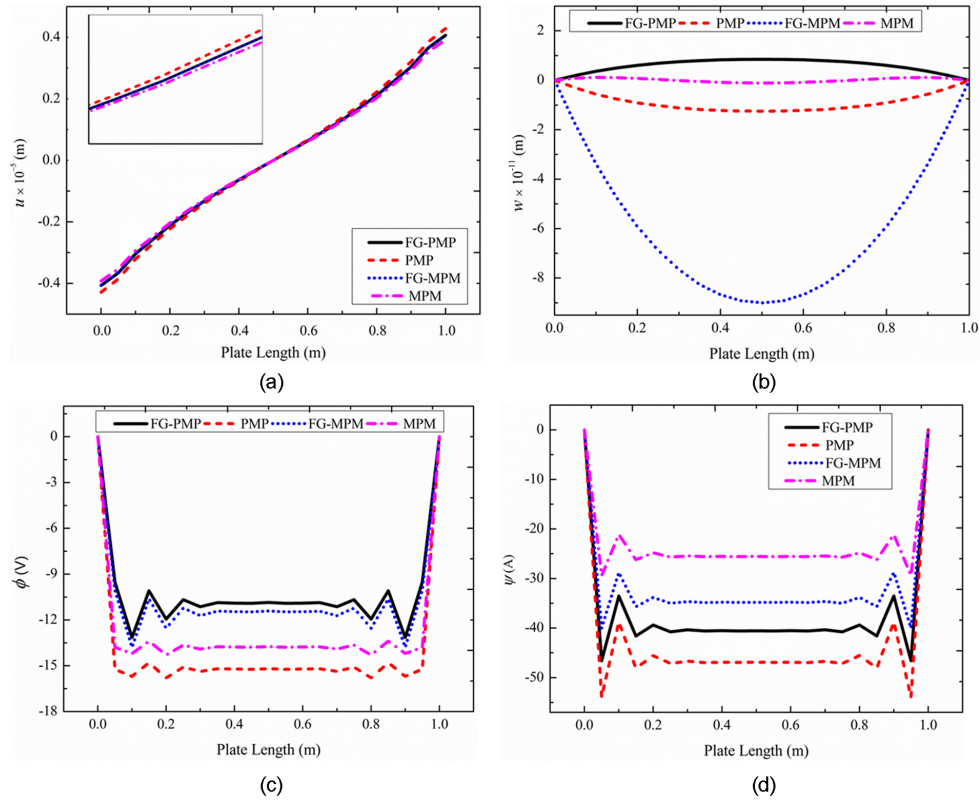 u × 10⁻⁵ (m)
0.4
0.2
0.0
-0.2
-0.4
FG-PMP
PMP
FG-MPM
MPM
0.0 0.2 0.4 0.6 0.8 1.0
Plate Length (m)
(a)
FG-PMP PMP FG-MPM MPM
w × 10⁻¹¹ (m)
2
0
-2
-4
-6
-8
0.0 0.2 0.4 0.6 0.8 1.0
Plate Length (m)
(b)
FG-PMP PMP FG-MPM MPM
ϕ (V)
0
-3
-6
-9
-12
-15
-18
0.0 0.2 0.4 0.6 0.8 1.0
Plate Length (m)
(c)
ψ (A)
0
-10
-20
-30
-40
-50
FG-PMP
PMP
FG-MPM
MPM
0.0 0.2 0.4 0.6 0.8 1.0
Plate Length (m)
(d)